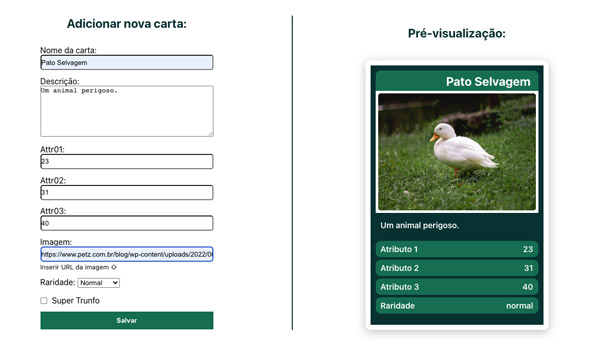 Adicionar nova carta:
Nome da carta:
Pato Selvagem
Descrição:
Um animal perigoso.
Attr01:
23
Attr02:
31
Attr03:
40
Imagem:
https://www.petz.com.br/blog/wp-content/uploads/2022/0
Inserir URL da imagem
Raridade: Normal
Super Trunfo
Salvar
Pré-visualização:
Pato Selvagem
Um animal perigoso.
Atributo 1 23
Atributo 2 31
Atributo 3 40
Raridade normal